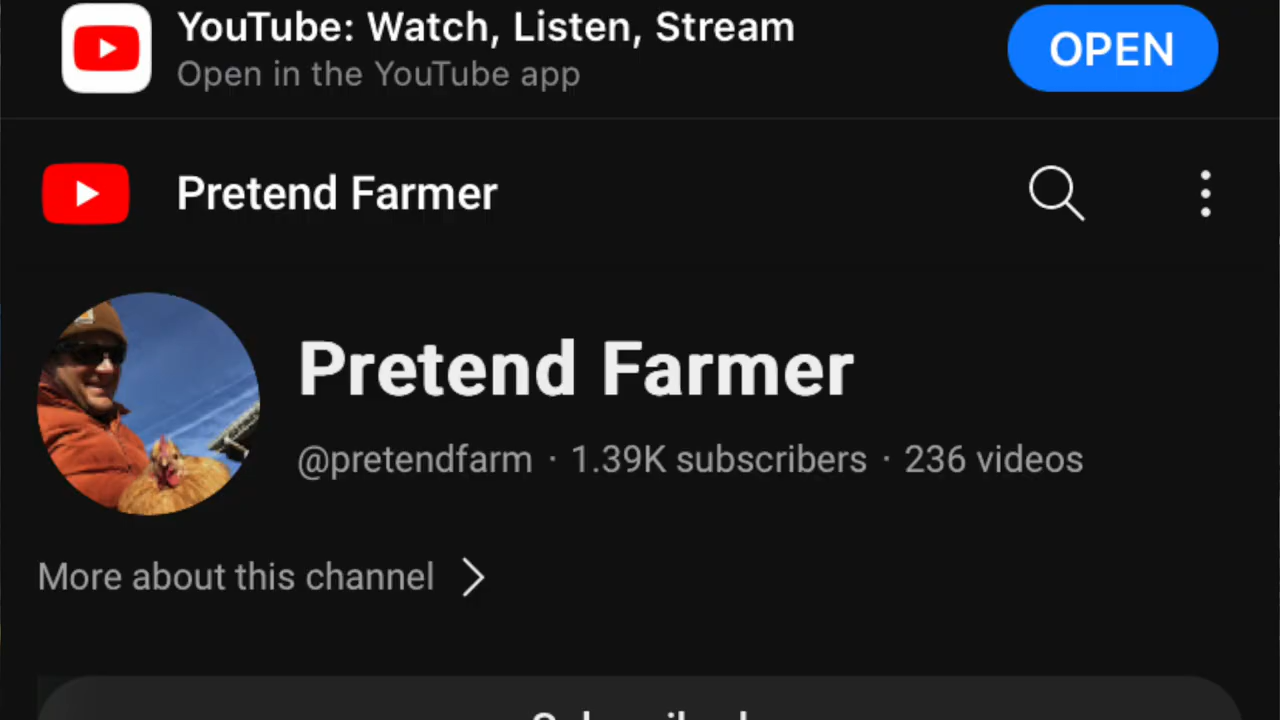 YouTube: Watch, Listen, Stream
Open in the YouTube app
OPEN
Pretend Farmer
Pretend Farmer
@pretendfarm · 1.39K subscribers · 236 videos
More about this channel